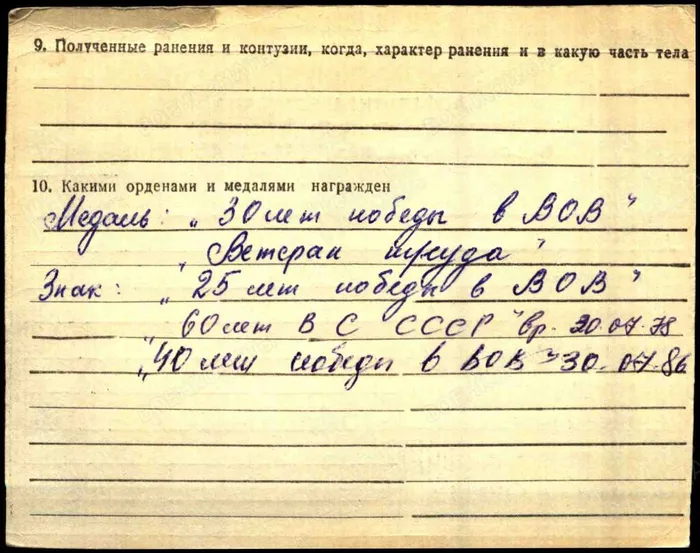 9. Полученные ранения и контузии, когда, характер ранения и в какую часть тела
10. Какими орденами и медалями награжден
Медаль: „30 лет победы в ВОВ"
„Ветеран труда"
Знак: „25 лет победы в ВОВ"
„60 лет В С СССР" вр. 20.07.78
„40 лет победы в ВОВ" 30.07.86